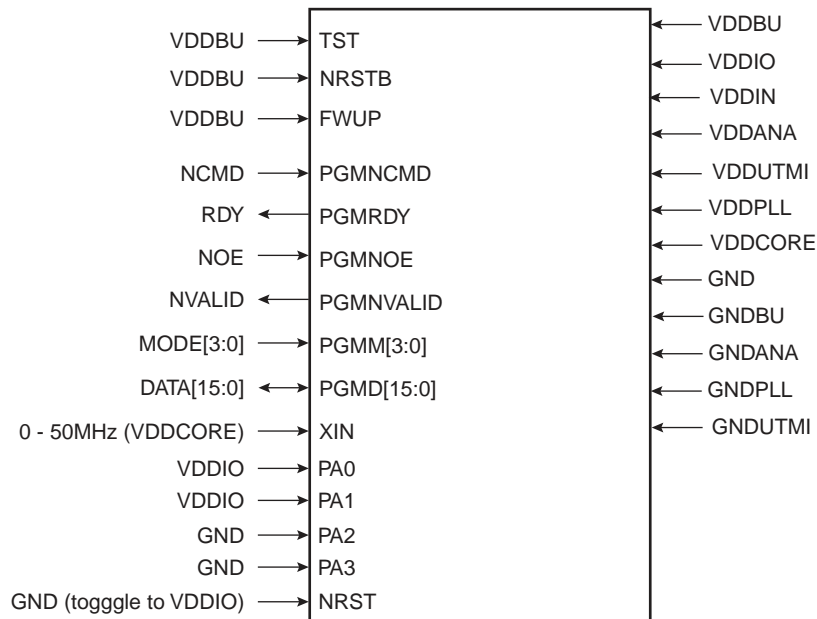 VDDBU TST
VDDBU NRSTB
VDDBU FWUP
NCMD PGMNCMD
RDY PGMRDY
NOE PGMNOE
NVALID PGMNVALID
MODE[3:0] PGMM[3:0]
DATA[15:0] PGMD[15:0]
0 - 50MHz (VDDCORE) XIN
VDDIO PA0
VDDIO PA1
GND PA2
GND PA3
GND (togggle to VDDIO) NRST
VDDBU
VDDIO
VDDIN
VDDANA
VDDUTMI
VDDPLL
VDDCORE
GND
GNDBU
GNDANA
GNDPLL
GNDUTMI